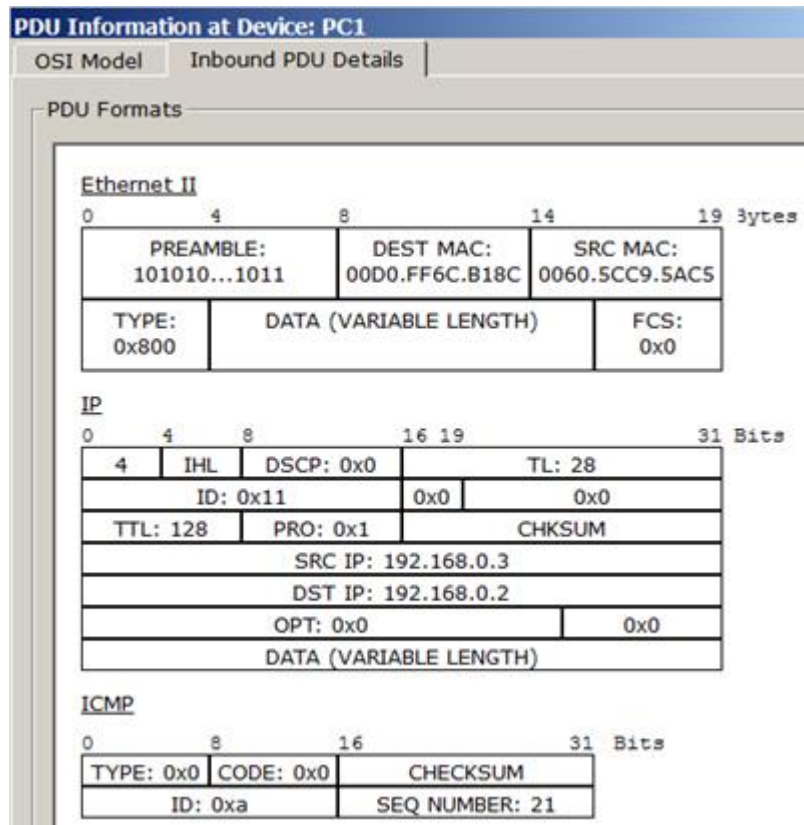 PDU Information at Device: PC1
OSI Model Inbound PDU Details
PDU Formats
Ethernet II
0 4 8 14 19 Bytes
PREAMBLE: DEST MAC: SRC MAC:
101010...1011 00D0.FF6C.B18C 0060.5CC9.5AC5
TYPE: DATA (VARIABLE LENGTH) FCS:
0x800 0x0
IP
0 4 8 16 19 31 Bits
4 IHL DSCP: 0x0 TL: 28
ID: 0x11 0x0 0x0
TTL: 128 PRO: 0x1 CHKSUM
SRC IP: 192.168.0.3
DST IP: 192.168.0.2
OPT: 0x0 0x0
DATA (VARIABLE LENGTH)
ICMP
0 8 16 31 Bits
TYPE: 0x0 CODE: 0x0 CHECKSUM
ID: 0xa SEQ NUMBER: 21